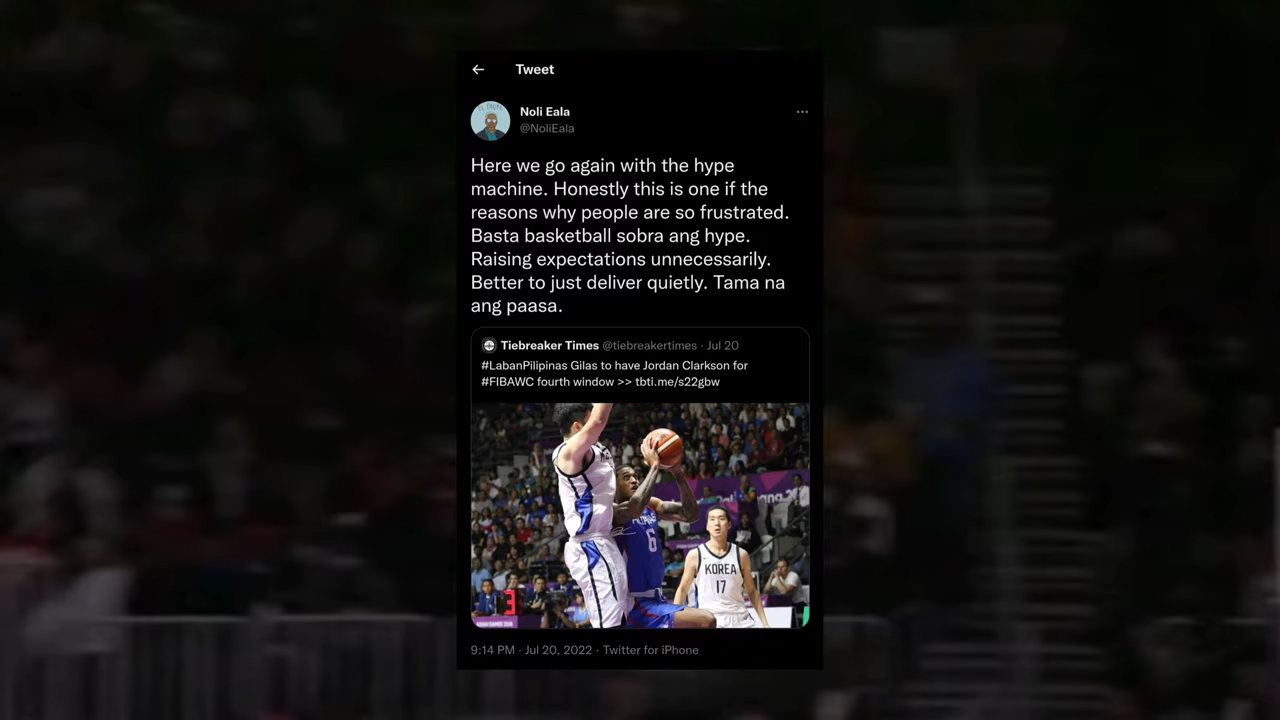 Tweet
Noli Eala
@NoliEala
Here we go again with the hype
machine. Honestly this is one if the
reasons why people are so frustrated.
Basta basketball sobra ang hype.
Raising expectations unnecessarily.
Better to just deliver quietly. Tama na
ang paasa.
Tiebreaker Times @tiebreakertimes · Jul 20
#LabanPilipinas Gilas to have Jordan Clarkson for
#FIBAWC fourth window >> tbti.me/s22gbw
6
KOREA
17
3
9:14 PM · Jul 20, 2022 · Twitter for iPhone